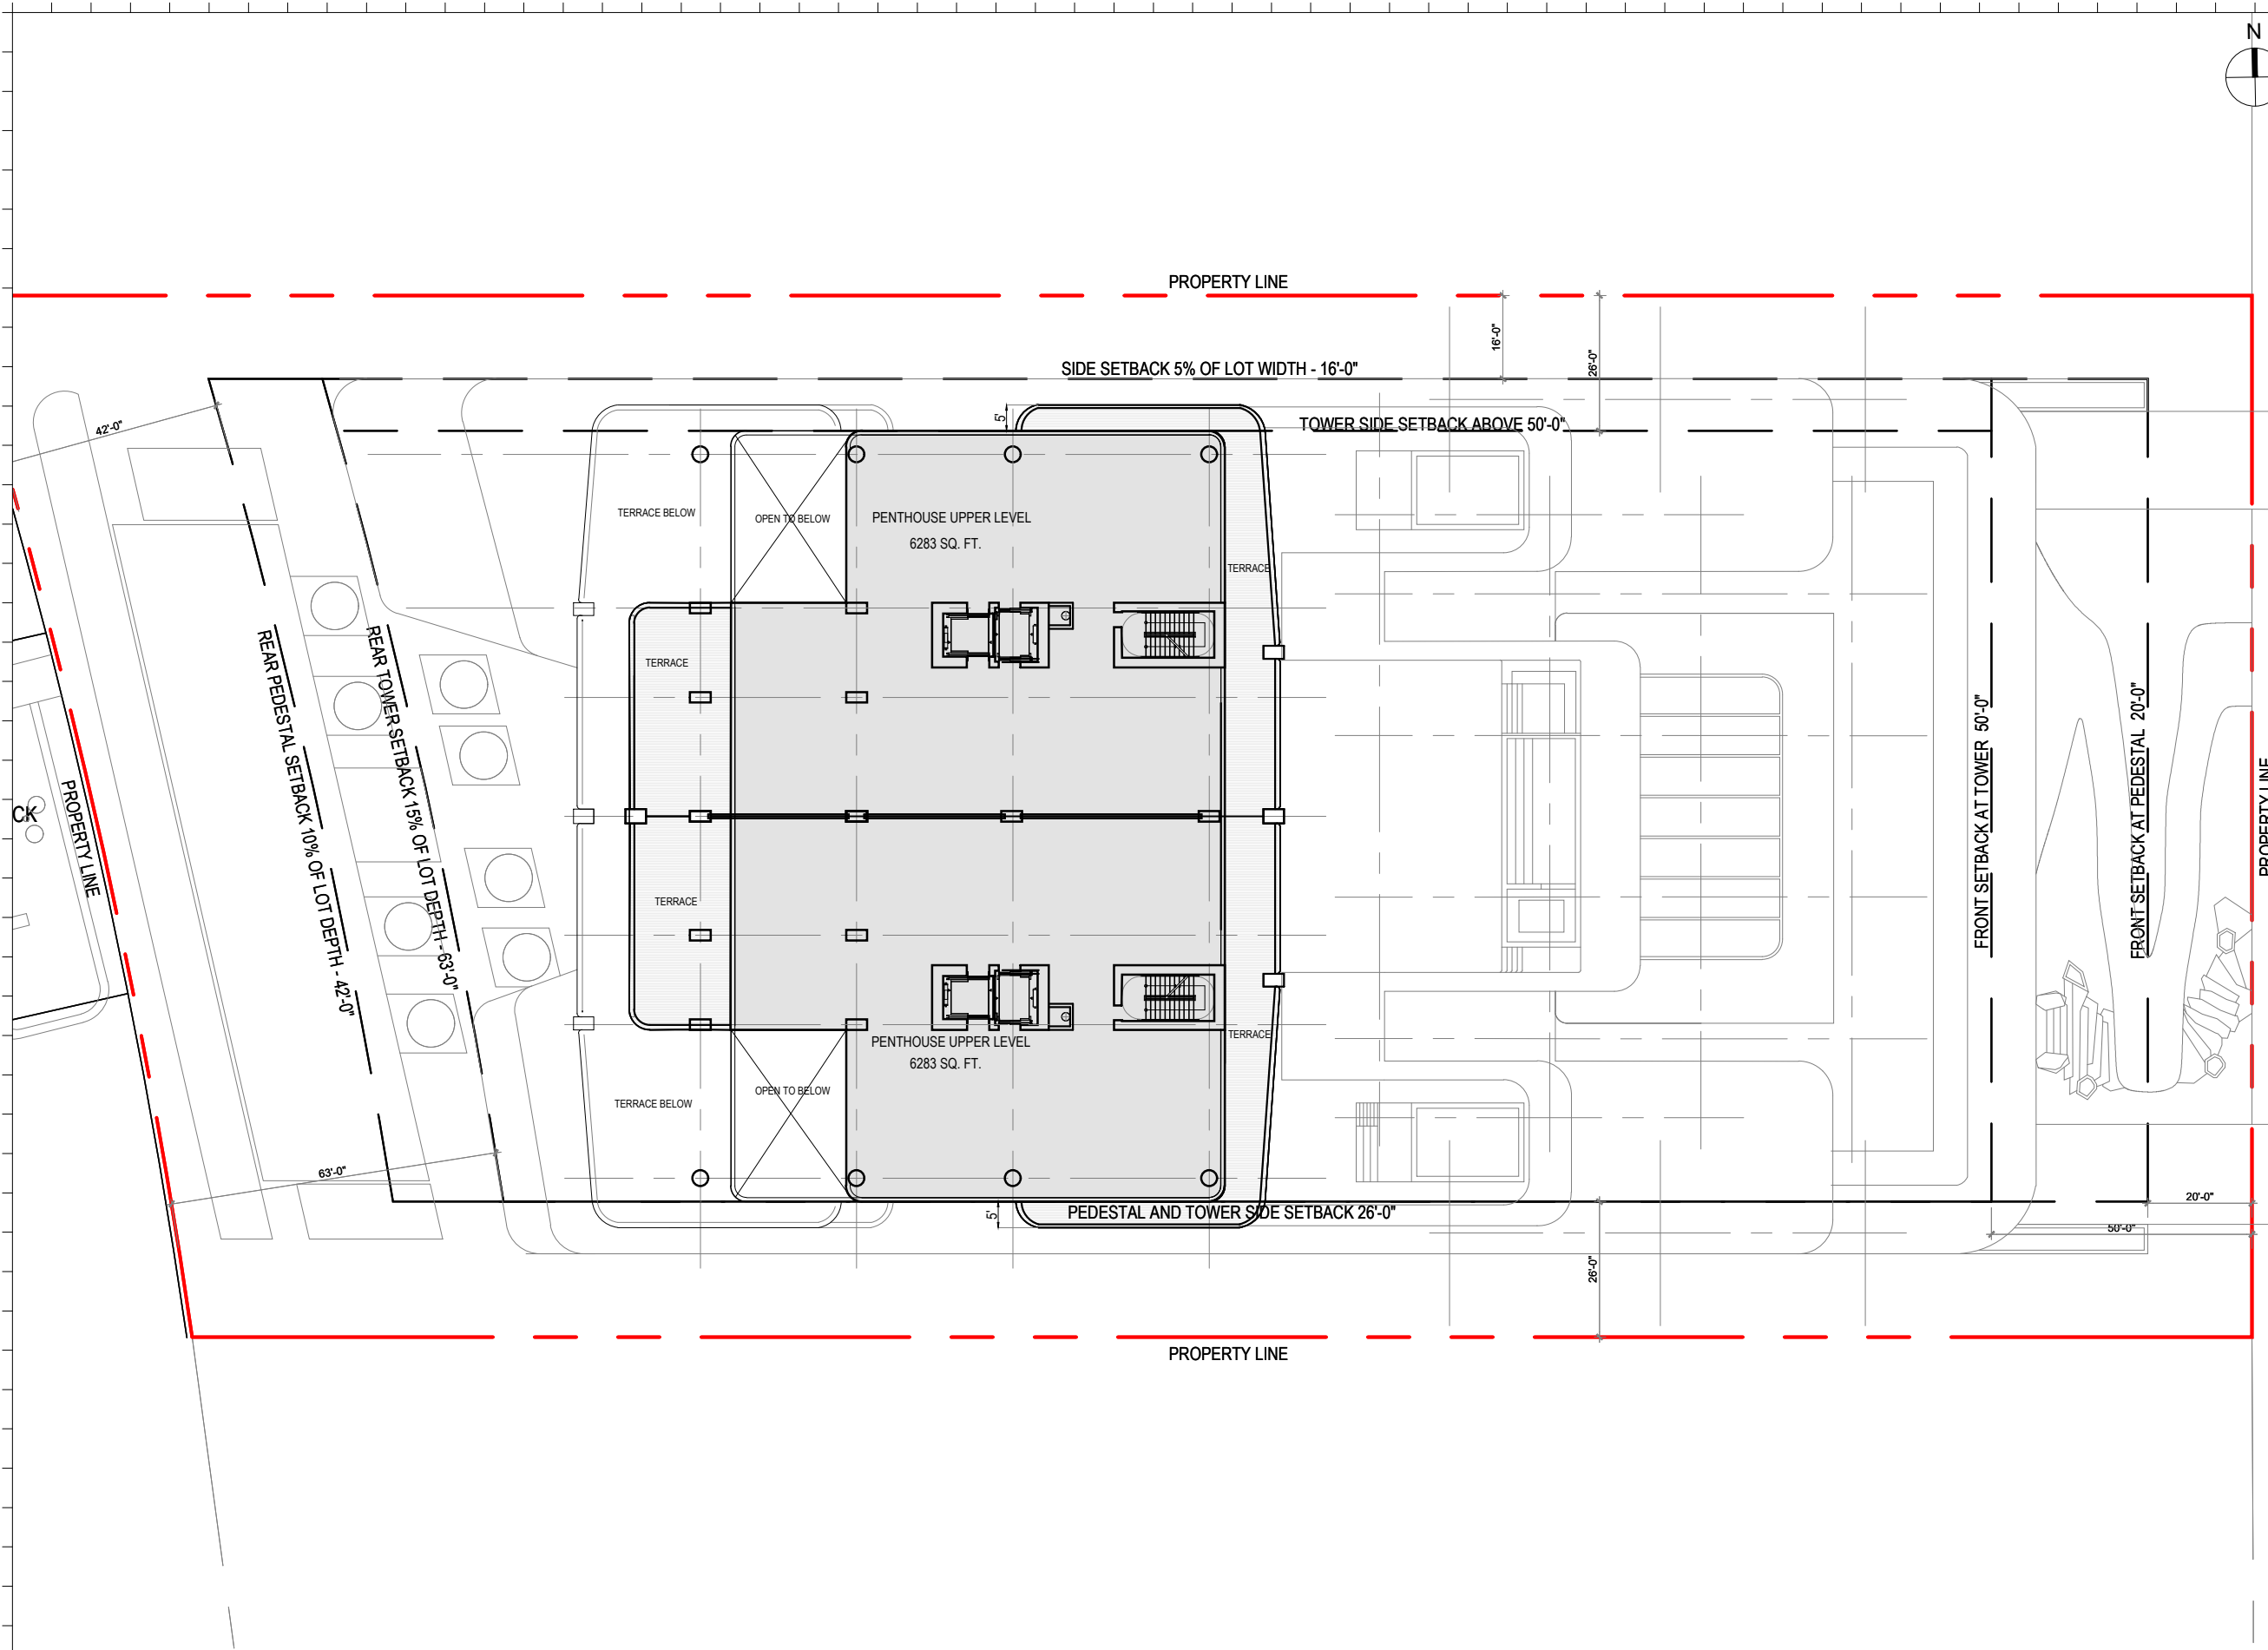 N
PROPERTY LINE
16'-0"
26'-0"
SIDE SETBACK 5% OF LOT WIDTH - 16'-0"
5'
TOWER SIDE SETBACK ABOVE 50'-0"
42'-0"
TERRACE BELOW
OPEN TO BELOW
PENTHOUSE UPPER LEVEL
6283 SQ. FT.
TERRACE
TERRACE
REAR PEDESTAL SETBACK 10% OF LOT DEPTH - 42'-0"
REAR TOWER SETBACK 15% OF LOT DEPTH - 63'-0"
PROPERTY LINE
CK
FRONT SETBACK AT TOWER 50'-0"
FRONT SETBACK AT PEDESTAL 20'-0"
PROPERTY LINE
TERRACE
TERRACE
PENTHOUSE UPPER LEVEL
6283 SQ. FT.
OPEN TO BELOW
TERRACE BELOW
63'-0"
5'
PEDESTAL AND TOWER SIDE SETBACK 26'-0"
20'-0"
50'-0"
26'-0"
PROPERTY LINE